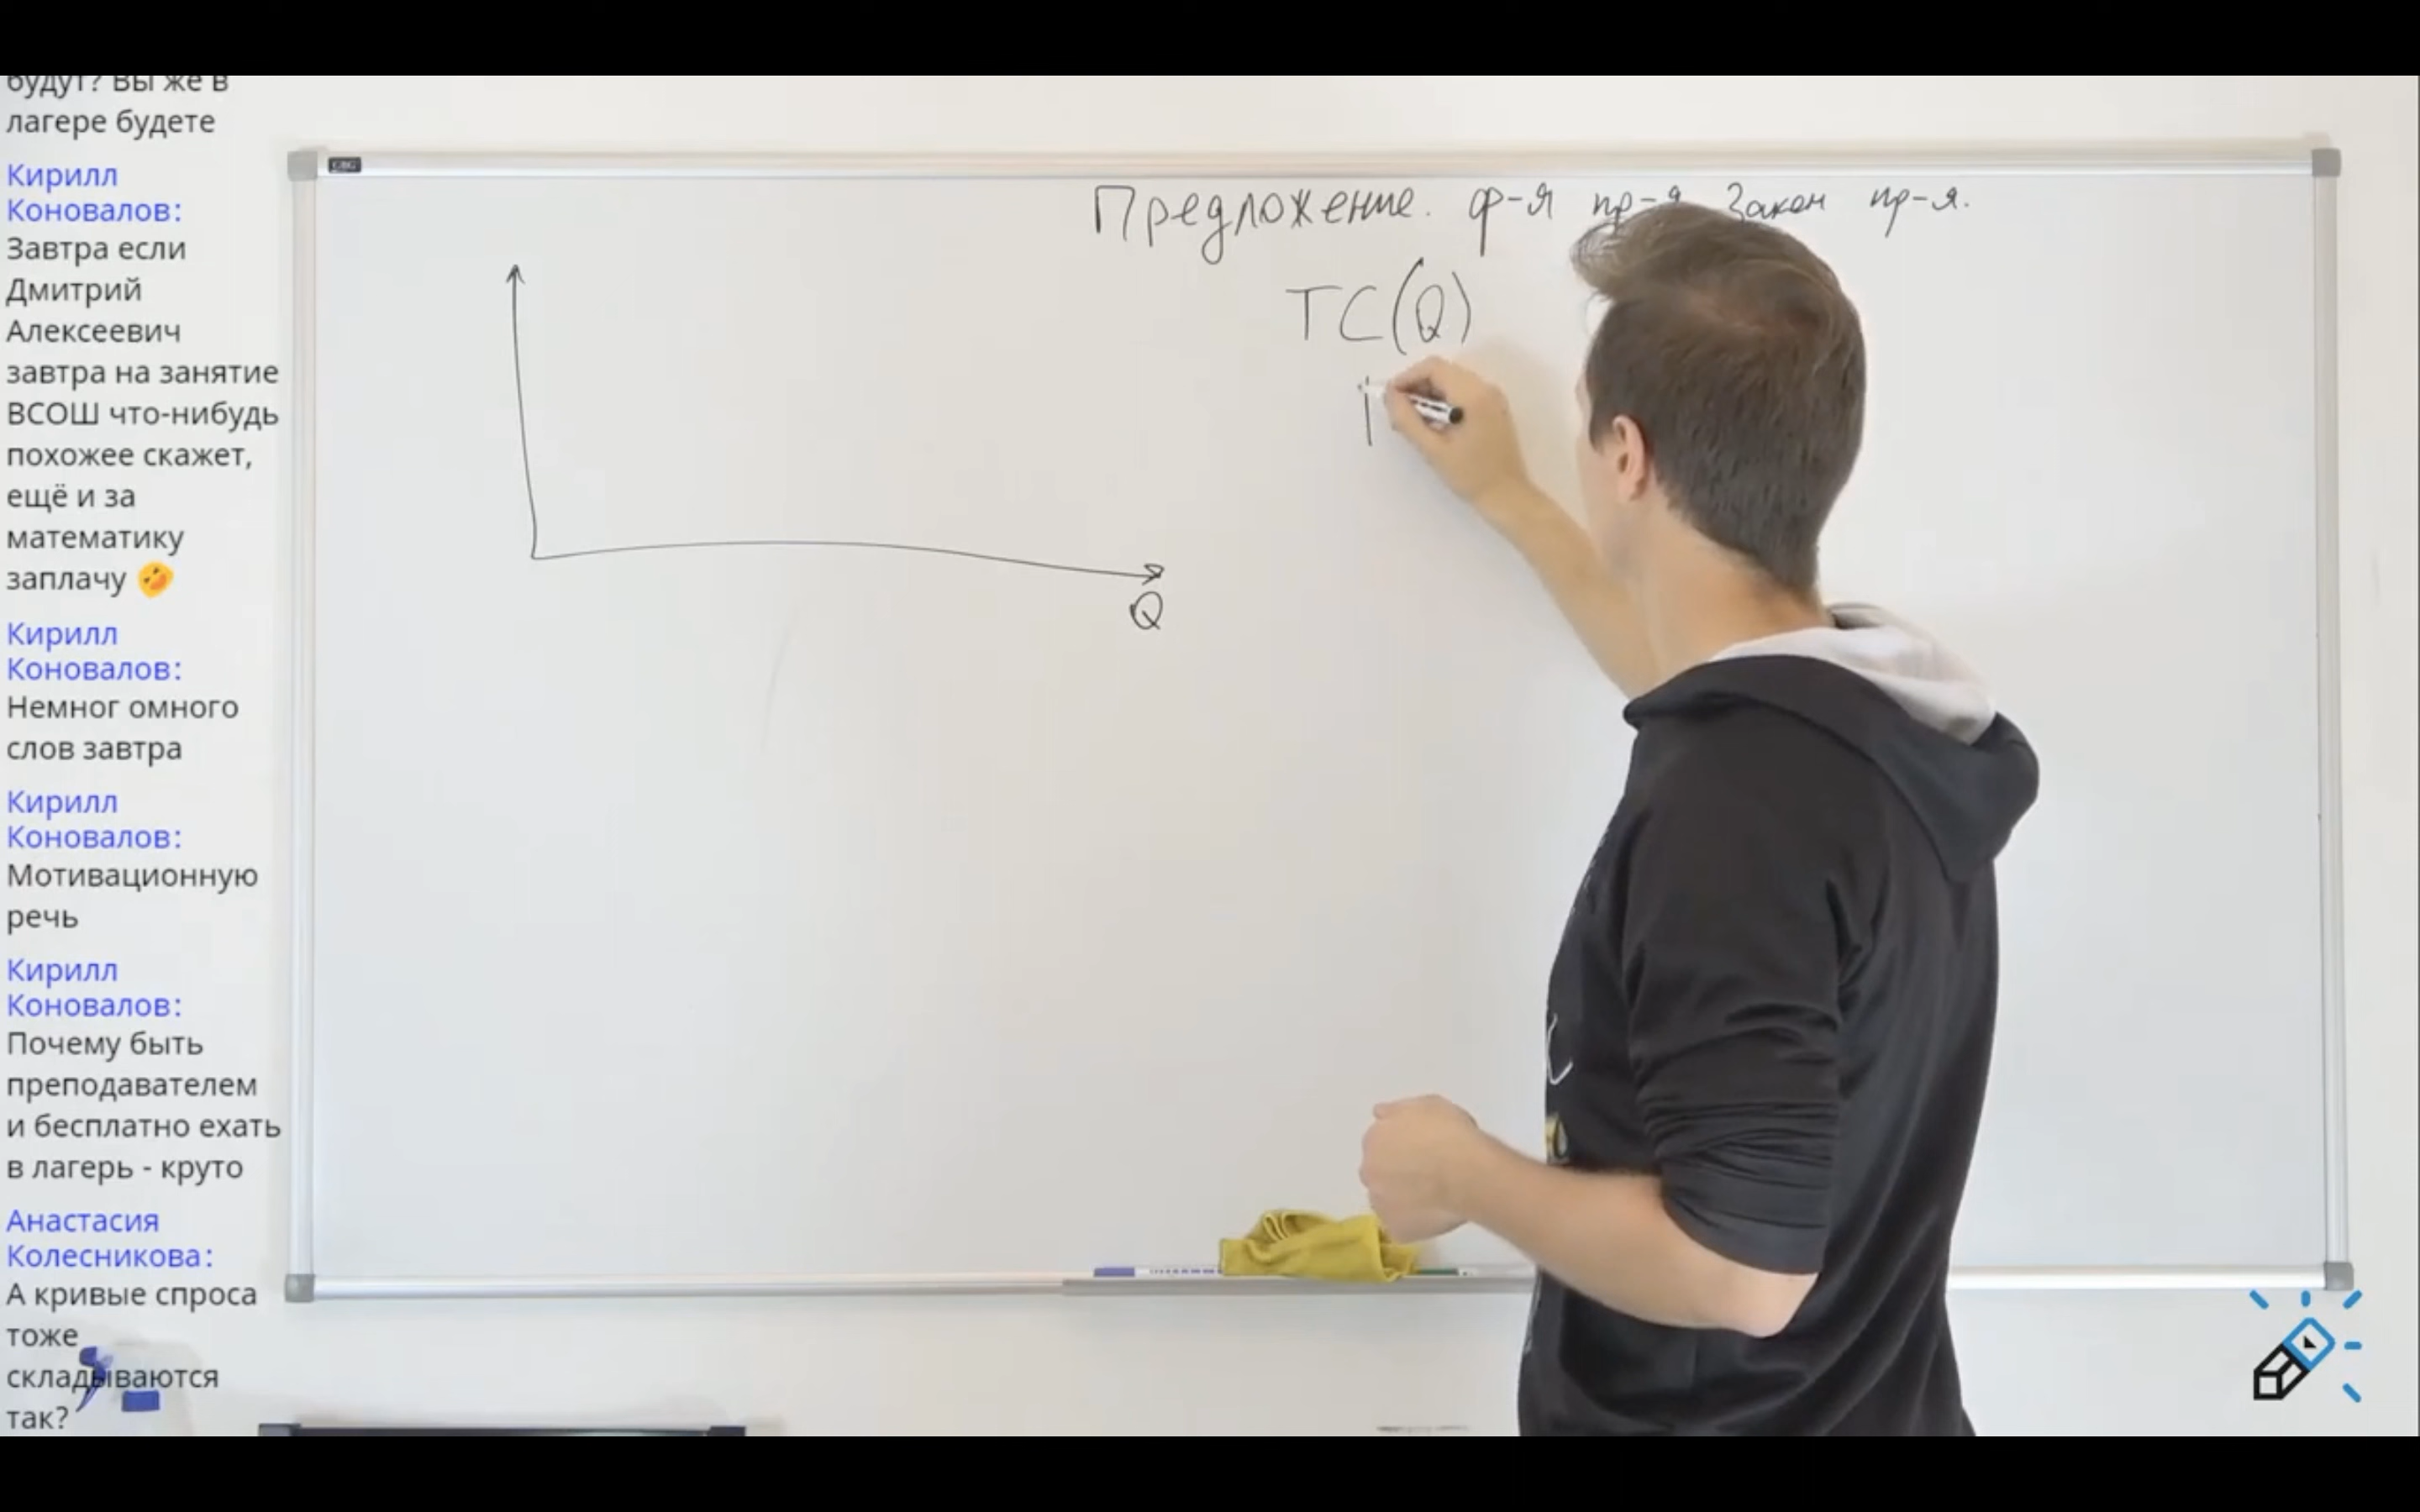 будут? Вы же в
лагере будете
Кирилл
Коновалов:
Завтра если
Дмитрий
Алексеевич
завтра на занятие
ВСОШ что-нибудь
похожее скажет,
ещё и за
математику
заплачу 🤣
Кирилл
Коновалов:
Немног омного
слов завтра
Кирилл
Коновалов:
Мотивационную
речь
Кирилл
Коновалов:
Почему быть
преподавателем
и бесплатно ехать
в лагерь - круто
Анастасия
Колесникова:
А кривые спроса
тоже
складываются
так?
Предложение. ф-я пр-я Закон пр-я.
TC(Q)
Q